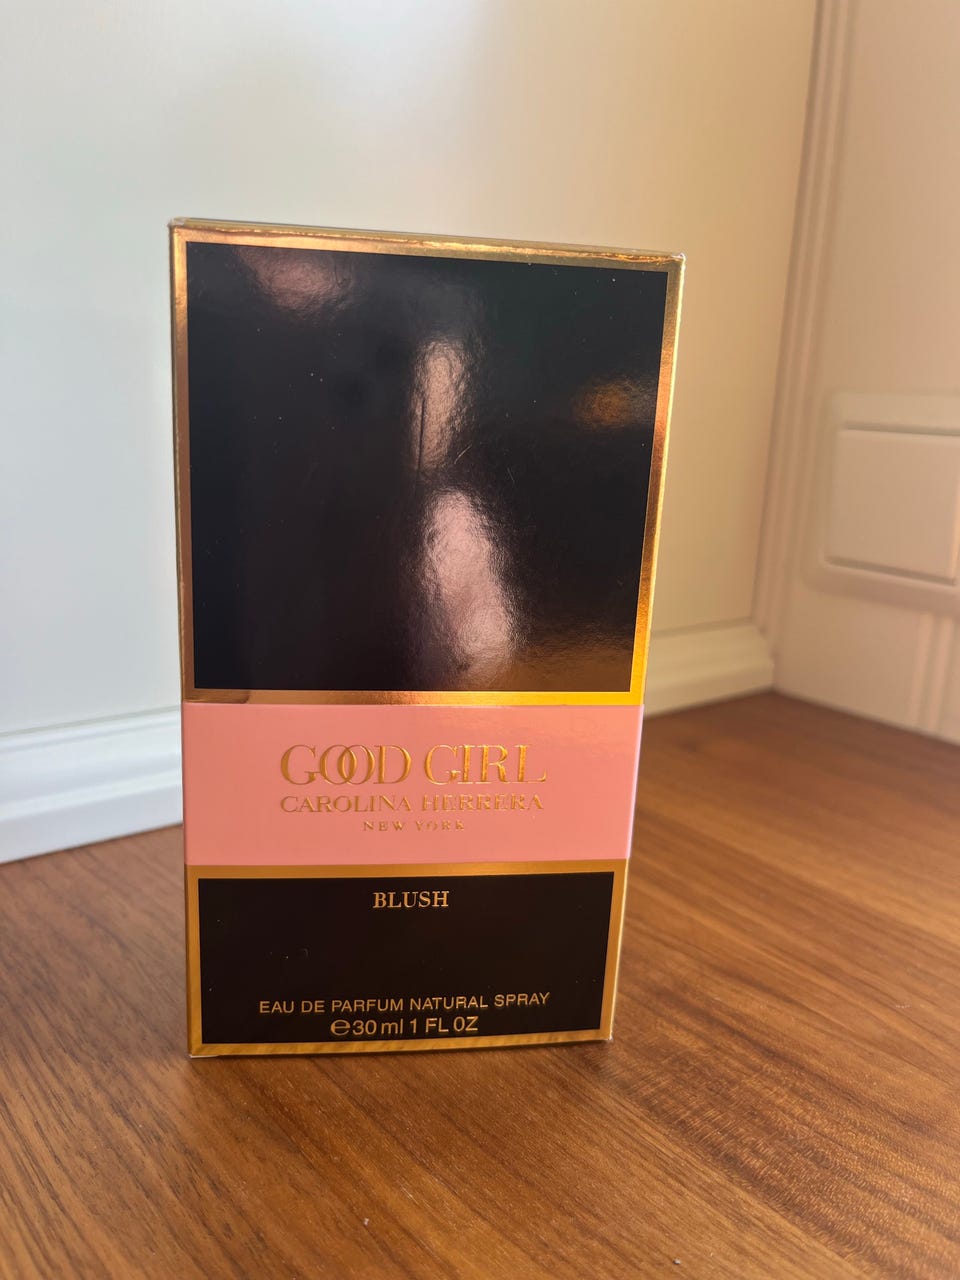 GOOD GIRL
CAROLINA HERRERA
NEW YORK
BLUSH
EAU DE PARFUM NATURAL SPRAY
℮30 ml 1 FL OZ